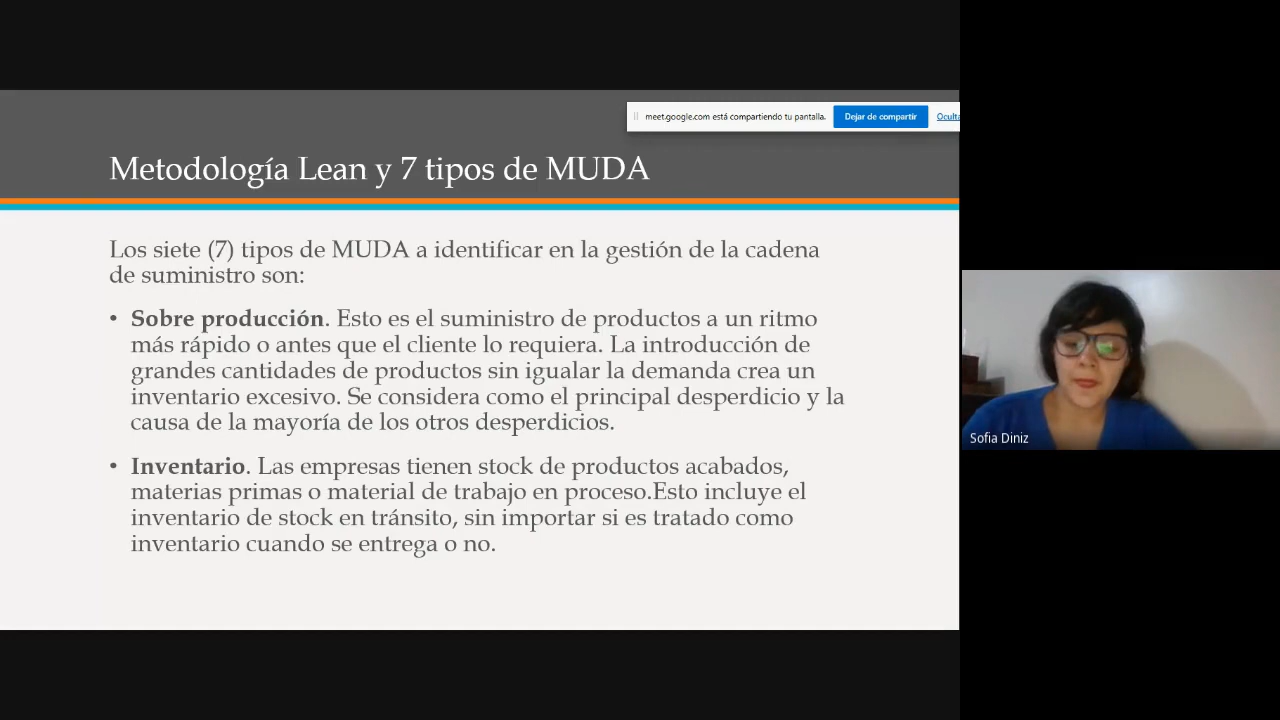 meet.google.com está compartiendo tu pantalla.
Dejar de compartir
Oculta
Metodología Lean y 7 tipos de MUDA
Los siete (7) tipos de MUDA a identificar en la gestión de la cadena
de suministro son:
• Sobre producción. Esto es el suministro de productos a un ritmo
más rápido o antes que el cliente lo requiera. La introducción de
grandes cantidades de productos sin igualar la demanda crea un
inventario excesivo. Se considera como el principal desperdicio y la
causa de la mayoría de los otros desperdicios.
• Inventario. Las empresas tienen stock de productos acabados,
materias primas o material de trabajo en proceso.Esto incluye el
inventario de stock en tránsito, sin importar si es tratado como
inventario cuando se entrega o no.
Sofia Diniz